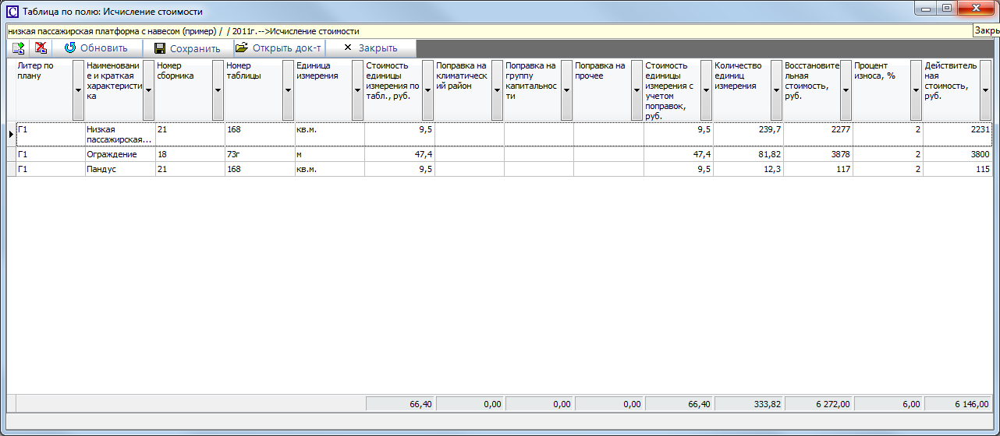 Таблица по полю: Исчисление стоимости
низкая пассажирская платформа с навесом (пример) / / 2011г.-->Исчисление стоимости
Закры
Обновить Сохранить Открыть док-т Закрыть
Литер по плану Наименование и краткая характеристика Номер сборника Номер таблицы Единица измерения Стоимость единицы измерения по табл., руб. Поправка на климатический район Поправка на группу капитальности Поправка на прочее Стоимость единицы измерения с учетом поправок, руб. Количество единиц измерения Восстановительная стоимость, руб. Процент износа, % Действительная стоимость, руб.
Г1 Низкая пассажирская... 21 168 кв.м. 9,5 9,5 239,7 2277 2 2231
Г1 Ограждение 18 73г м 47,4 47,4 81,82 3878 2 3800
Г1 Пандус 21 168 кв.м. 9,5 9,5 12,3 117 2 115
66,40 0,00 0,00 0,00 66,40 333,82 6 272,00 6,00 6 146,00